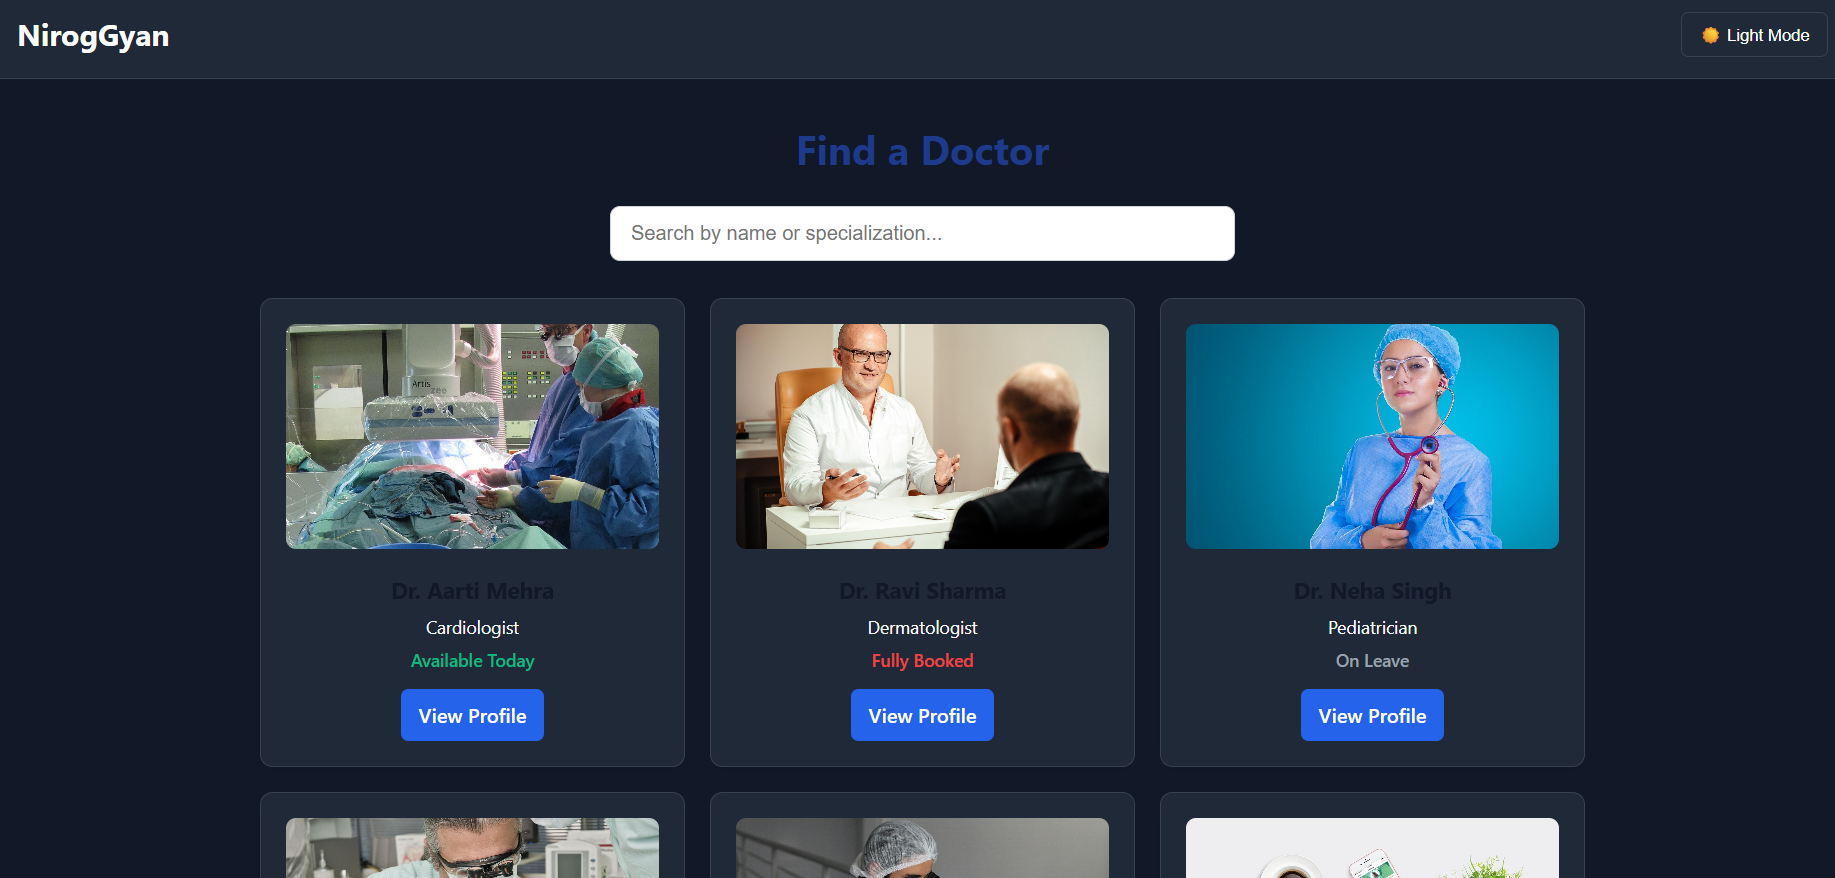 NirogGyan
Light Mode
Find a Doctor
Search by name or specialization...
Artis
zee
Dr. Aarti Mehra
Cardiologist
Available Today
View Profile
Dr. Ravi Sharma
Dermatologist
Fully Booked
View Profile
Dr. Neha Singh
Pediatrician
On Leave
View Profile